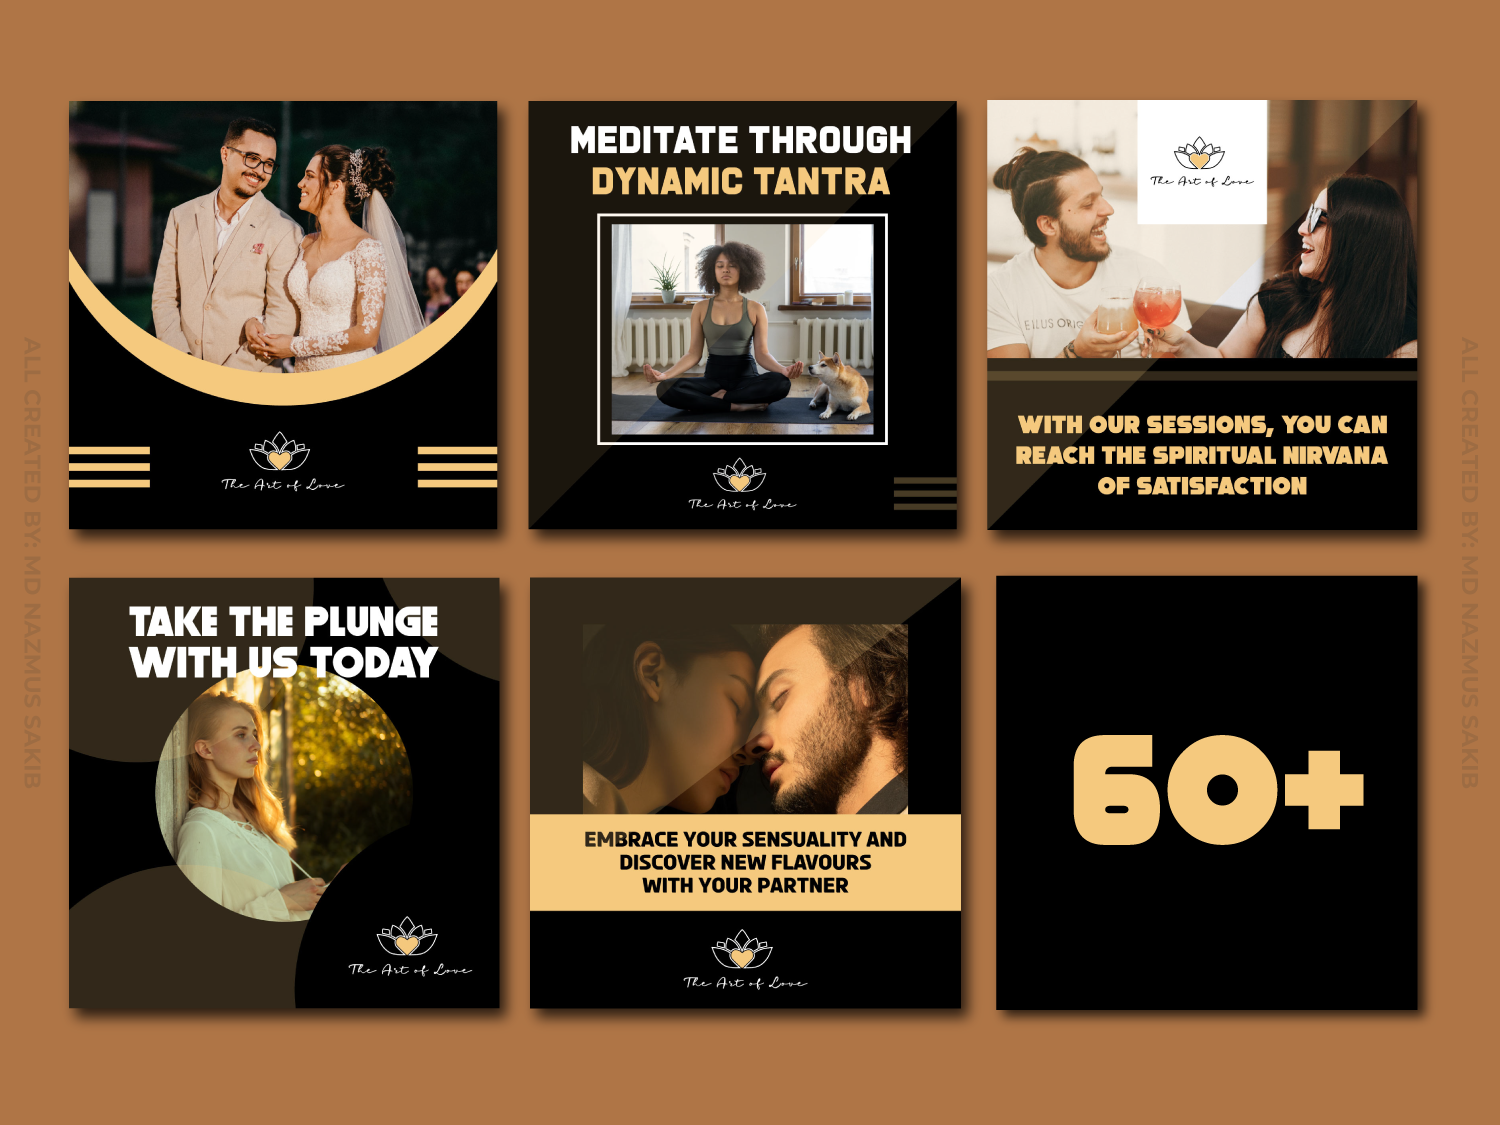 The Art of Love
MEDITATE THROUGH
DYNAMIC TANTRA
The Art of Love
The Art of Love
WITH OUR SESSIONS, YOU CAN
REACH THE SPIRITUAL NIRVANA
OF SATISFACTION
TAKE THE PLUNGE
WITH US TODAY
The Art of Love
EMBRACE YOUR SENSUALITY AND
DISCOVER NEW FLAVOURS
WITH YOUR PARTNER
The Art of Love
60+
ALL CREATED BY: MD NAZMUS SAKIB
ALL CREATED BY: MD NAZMUS SAKIB